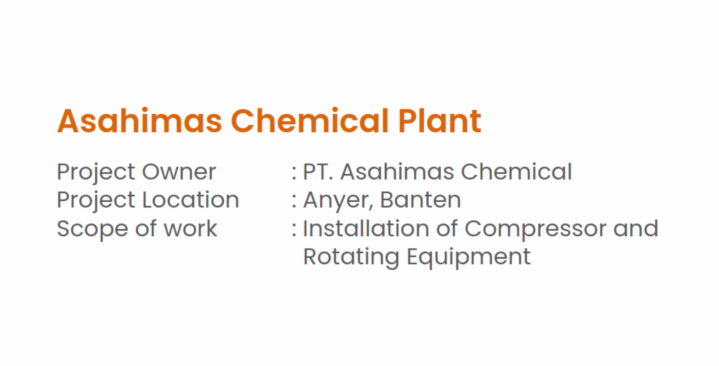 Asahimas Chemical Plant
Project Owner : PT. Asahimas Chemical
Project Location : Anyer, Banten
Scope of work : Installation of Compressor and
Rotating Equipment